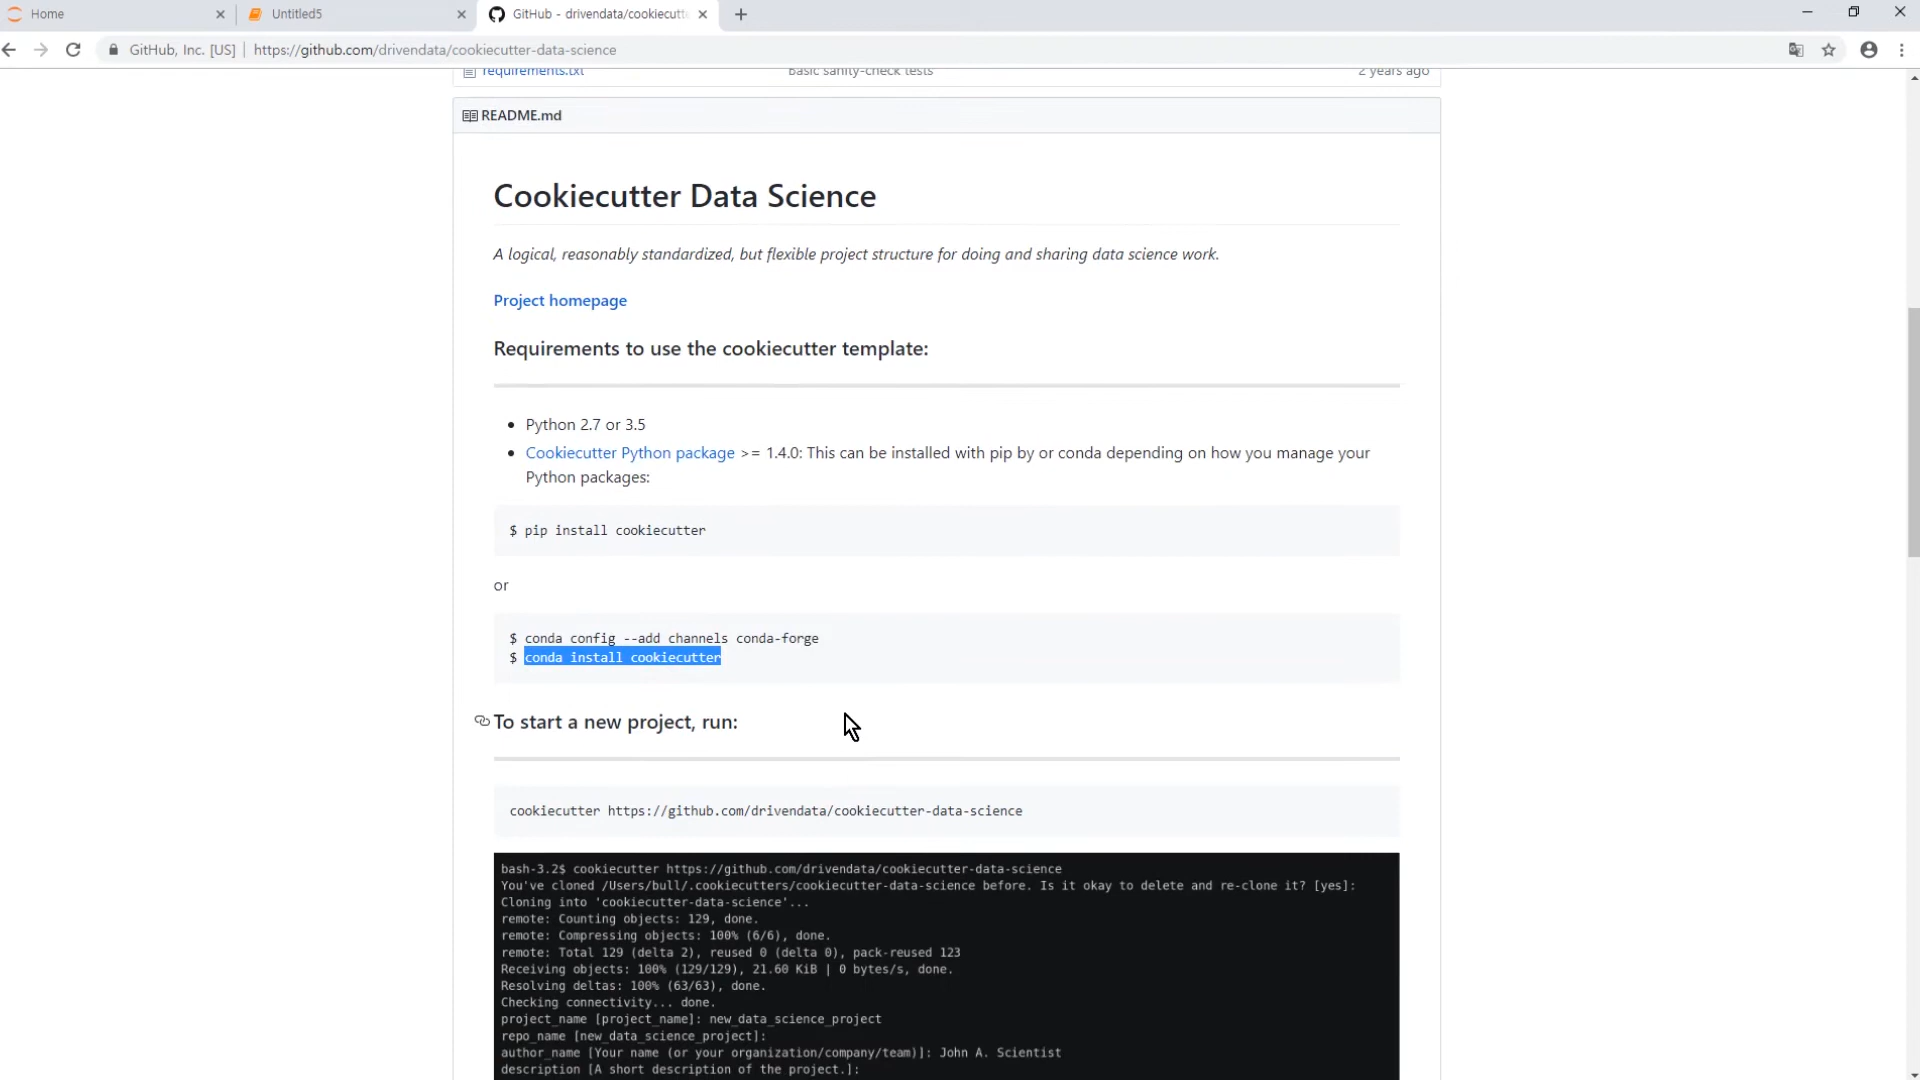 Home
Untitled5
GitHub - drivendata/cookiecutte
GitHub, Inc. [US]
https://github.com/drivendata/cookiecutter-data-science
requirements.txt
Basic sanity-check tests
2 years ago
README.md
Cookiecutter Data Science
A logical, reasonably standardized, but flexible project structure for doing and sharing data science work.
Project homepage
Requirements to use the cookiecutter template:
Python 2.7 or 3.5
Cookiecutter Python package >= 1.4.0: This can be installed with pip by or conda depending on how you manage your
Python packages:
$ pip install cookiecutter
or
$ conda config --add channels conda-forge
$ conda install cookiecutter
To start a new project, run:
cookiecutter https://github.com/drivendata/cookiecutter-data-science
bash-3.2$ cookiecutter https://github.com/drivendata/cookiecutter-data-science
You've cloned /Users/bull/.cookiecutters/cookiecutter-data-science before. Is it okay to delete and re-clone it? [yes]:
Cloning into 'cookiecutter-data-science'...
remote: Counting objects: 129, done.
remote: Compressing objects: 100% (6/6), done.
remote: Total 129 (delta 2), reused 0 (delta 0), pack-reused 123
Receiving objects: 100% (129/129), 21.60 KiB | 0 bytes/s, done.
Resolving deltas: 100% (63/63), done.
Checking connectivity... done.
project_name [project_name]: new_data_science_project
repo_name [new_data_science_project]:
author_name [Your name (or your organization/company/team)]: John A. Scientist
description [A short description of the project.]: